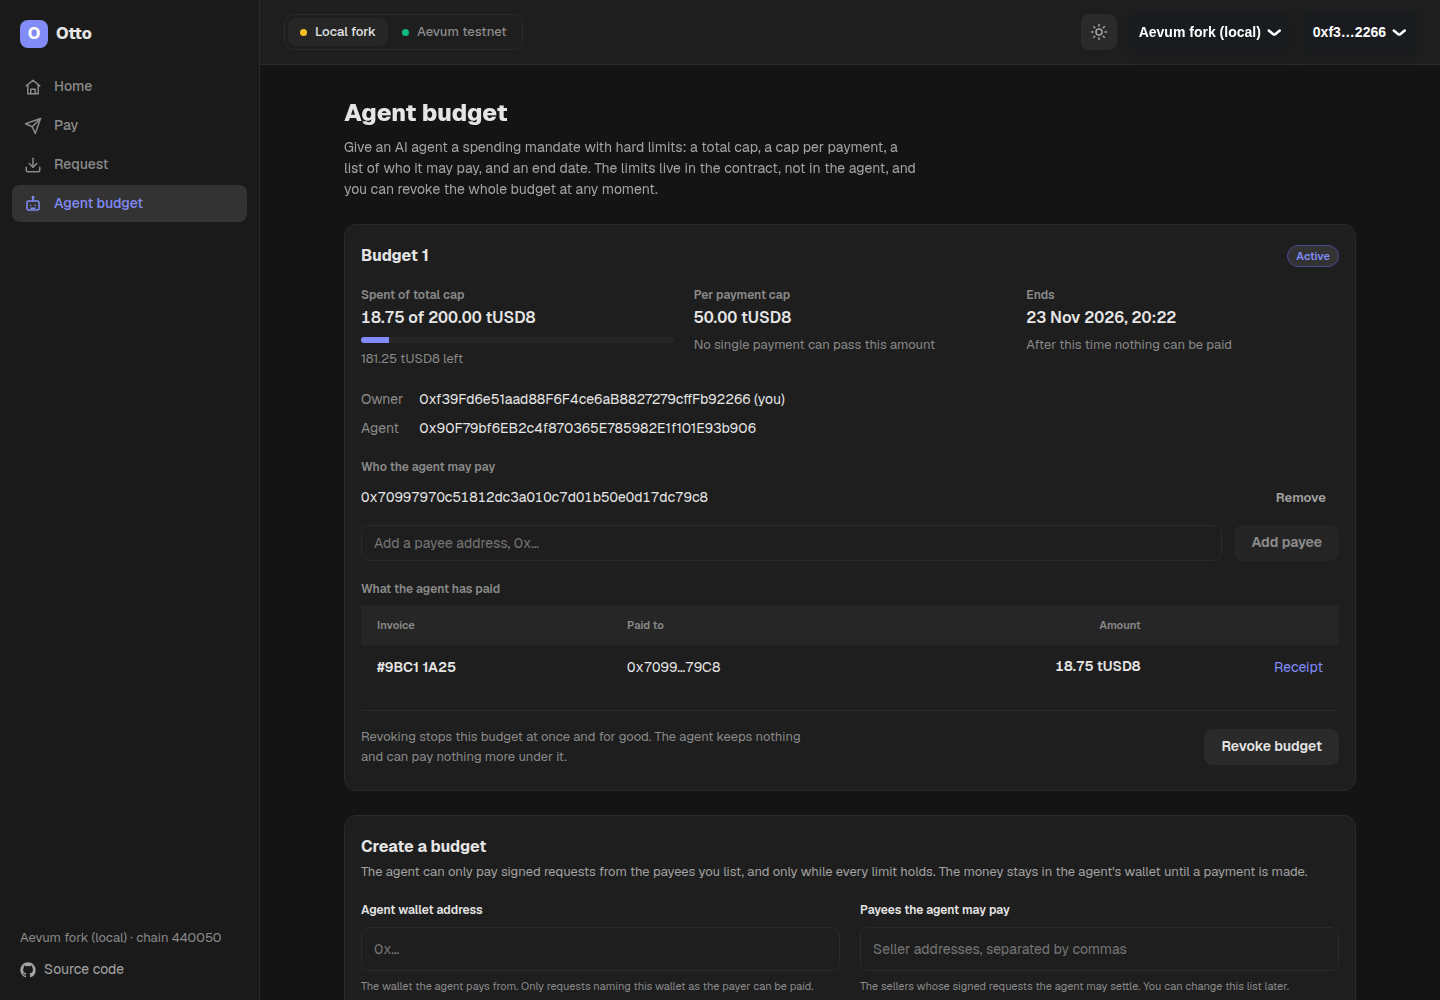 O Otto
Local fork
Aevum testnet
Aevum fork (local)
0xf3...2266
Home
Pay
Request
Agent budget
Agent budget
Give an AI agent a spending mandate with hard limits: a total cap, a cap per payment, a
list of who it may pay, and an end date. The limits live in the contract, not in the agent, and
you can revoke the whole budget at any moment.
Budget 1
Active
Spent of total cap
18.75 of 200.00 tUSD8
181.25 tUSD8 left
Per payment cap
50.00 tUSD8
No single payment can pass this amount
Ends
23 Nov 2026, 20:22
After this time nothing can be paid
Owner 0xf39Fd6e51aad88F6F4ce6aB8827279cffFb92266 (you)
Agent 0x90F79bf6EB2c4f870365E785982E1f101E93b906
Who the agent may pay
0x70997970c51812dc3a010c7d01b50e0d17dc79c8
Remove
Add a payee address, 0x...
Add payee
What the agent has paid
Invoice Paid to Amount
#9BC1 1A25 0x7099...79C8 18.75 tUSD8 Receipt
Revoking stops this budget at once and for good. The agent keeps nothing
and can pay nothing more under it.
Revoke budget
Create a budget
The agent can only pay signed requests from the payees you list, and only while every limit holds. The money stays in the agent's wallet until a payment is made.
Agent wallet address
0x...
The wallet the agent pays from. Only requests naming this wallet as the payer can be paid.
Payees the agent may pay
Seller addresses, separated by commas
The sellers whose signed requests the agent may settle. You can change this list later.
Aevum fork (local) · chain 440050
Source code